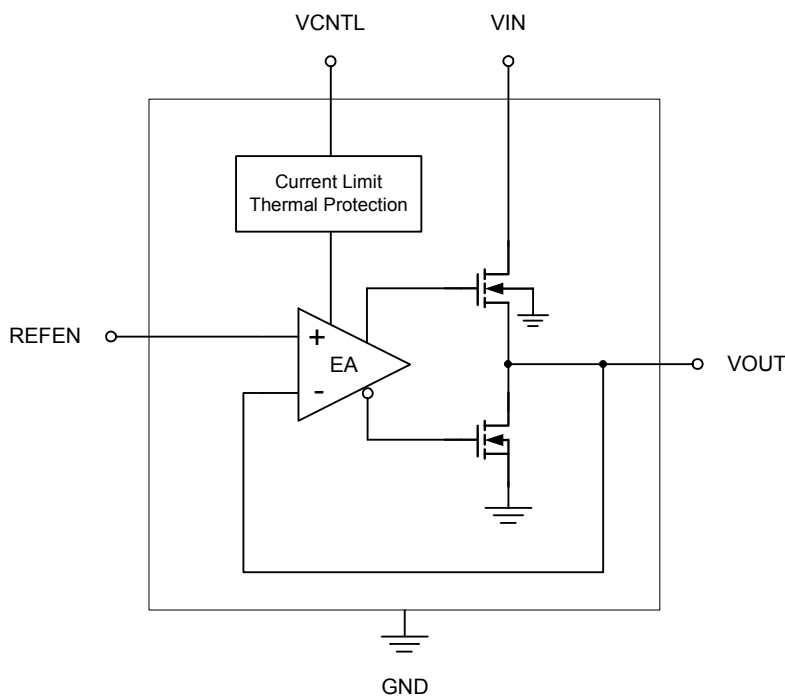 VCNTL
VIN
Current Limit
Thermal Protection
REFEN
+
EA
-
VOUT
GND